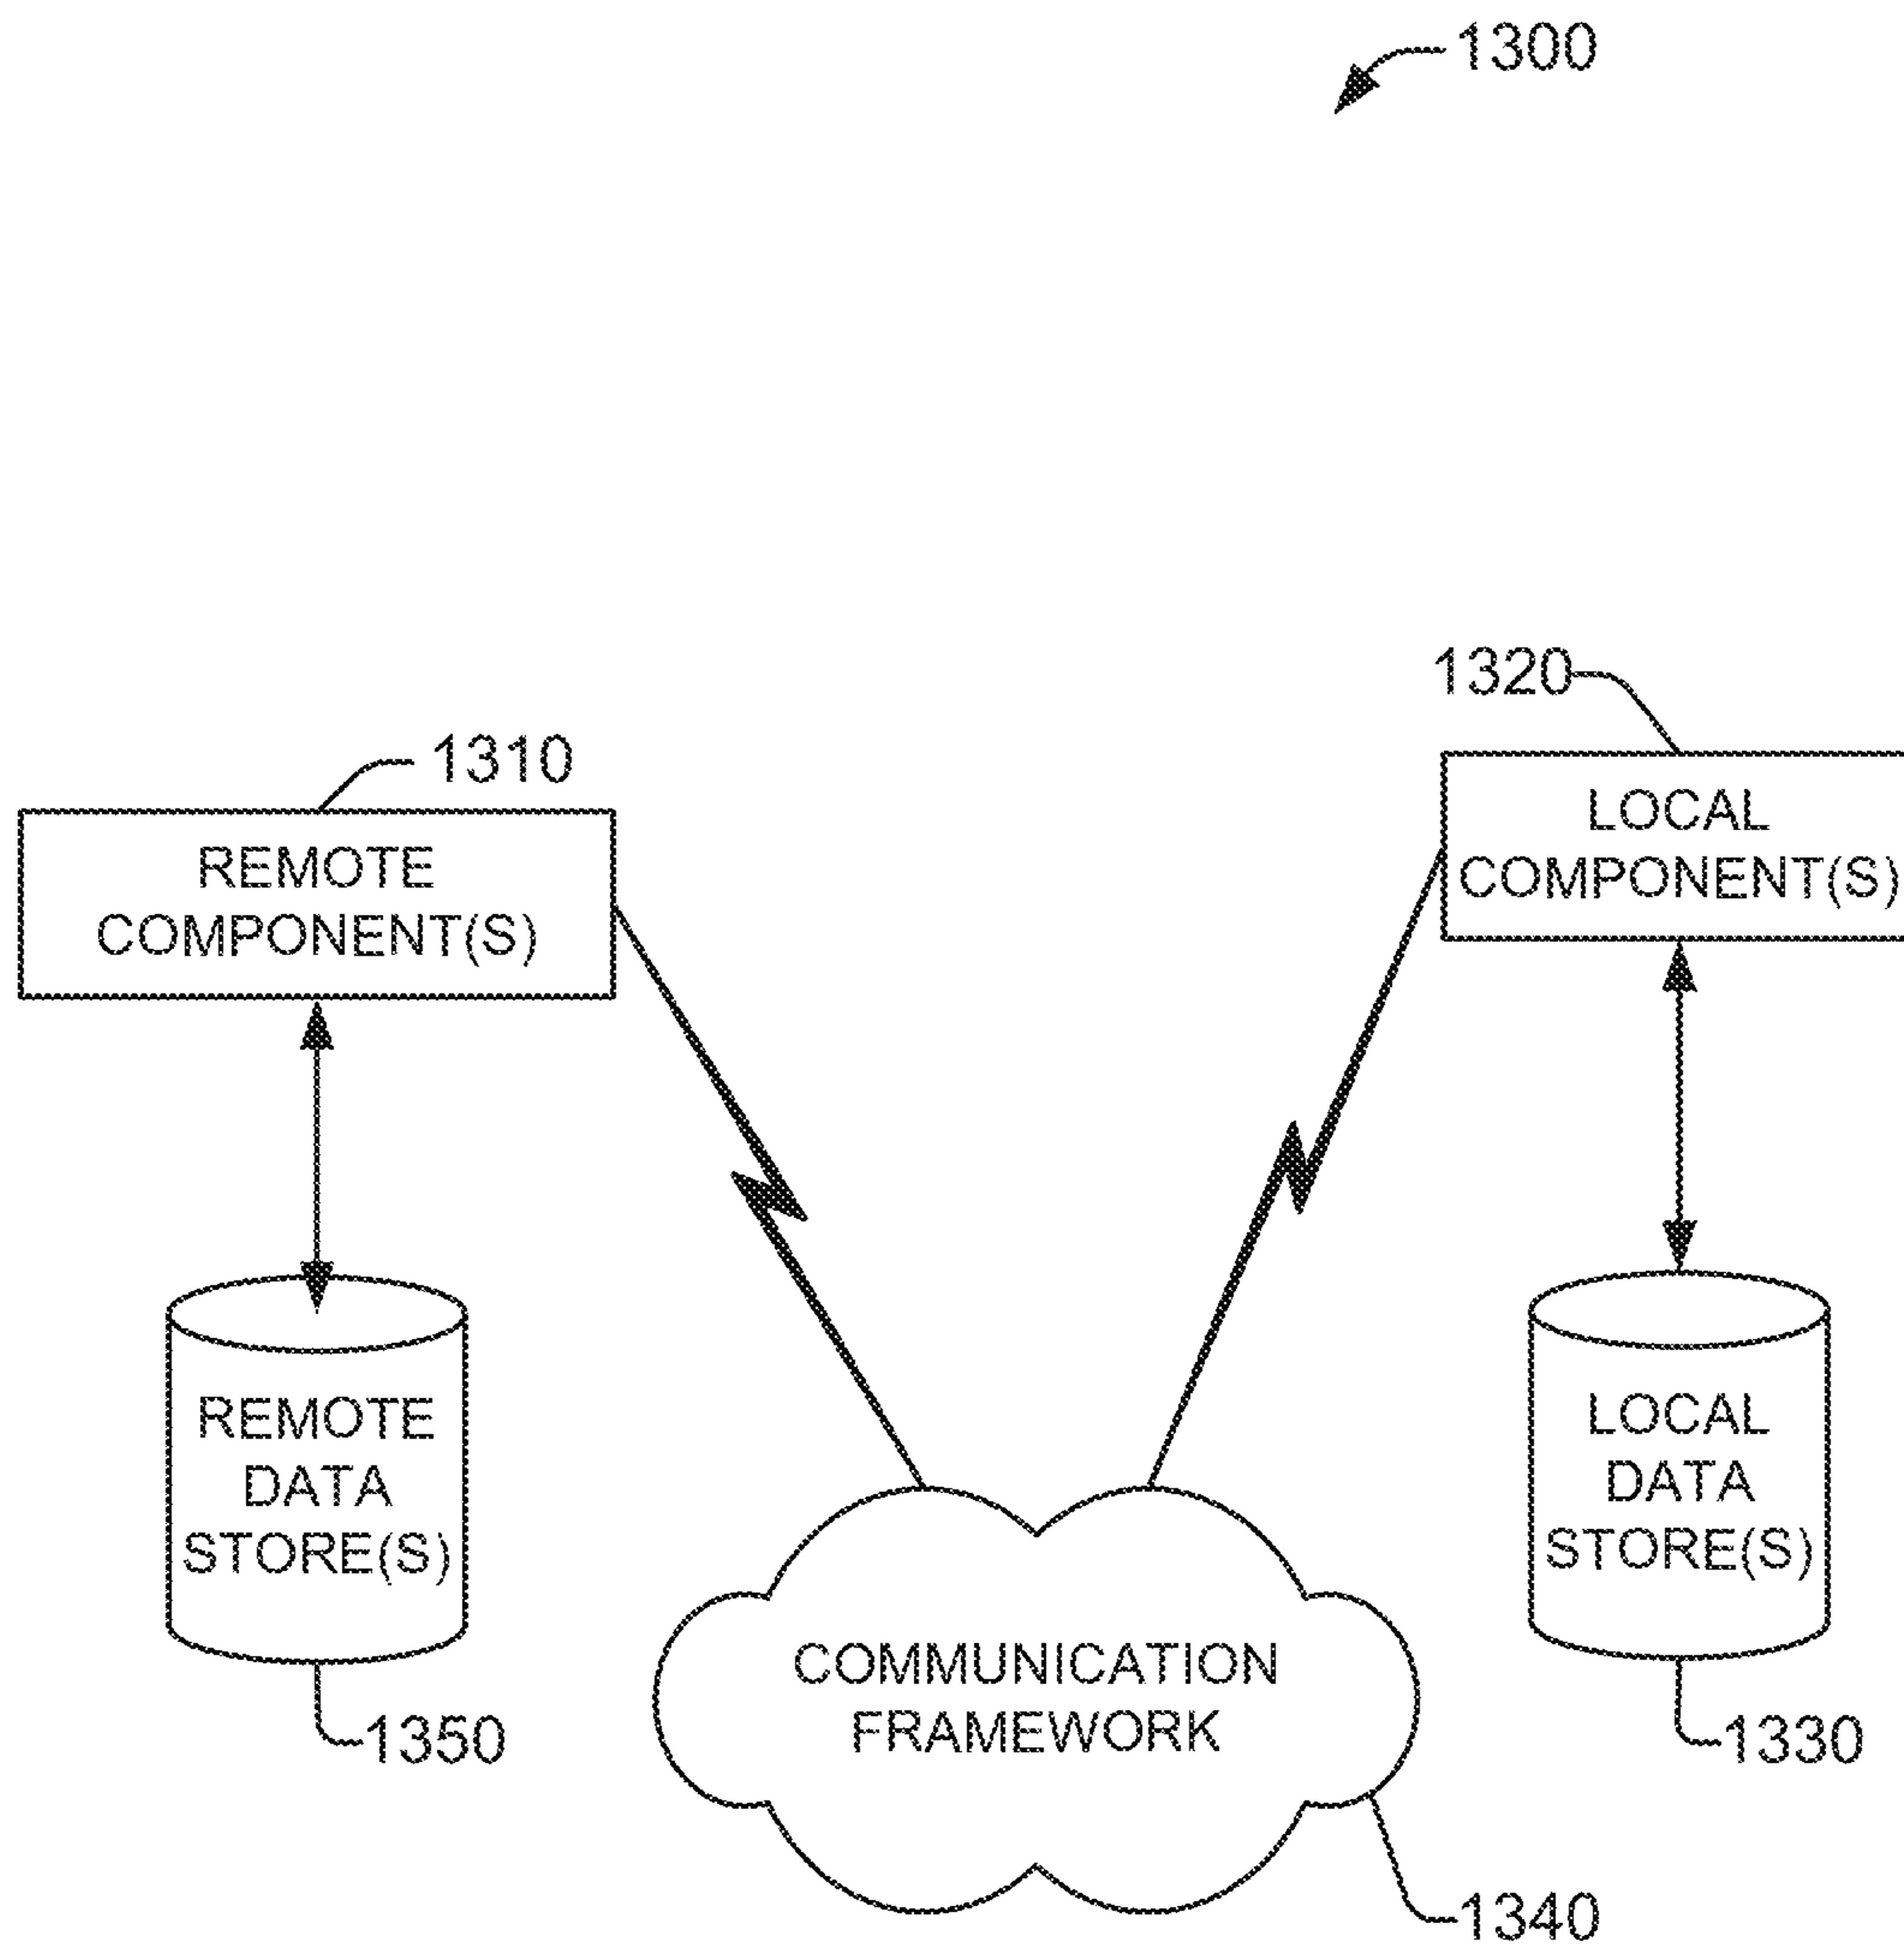 1300
1320
1310
LOCAL
COMPONENT(S)
REMOTE
COMPONENT(S)
REMOTE
DATA
STORE(S)
LOCAL
DATA
STORE(S)
COMMUNICATION
FRAMEWORK
1350
1330
1340